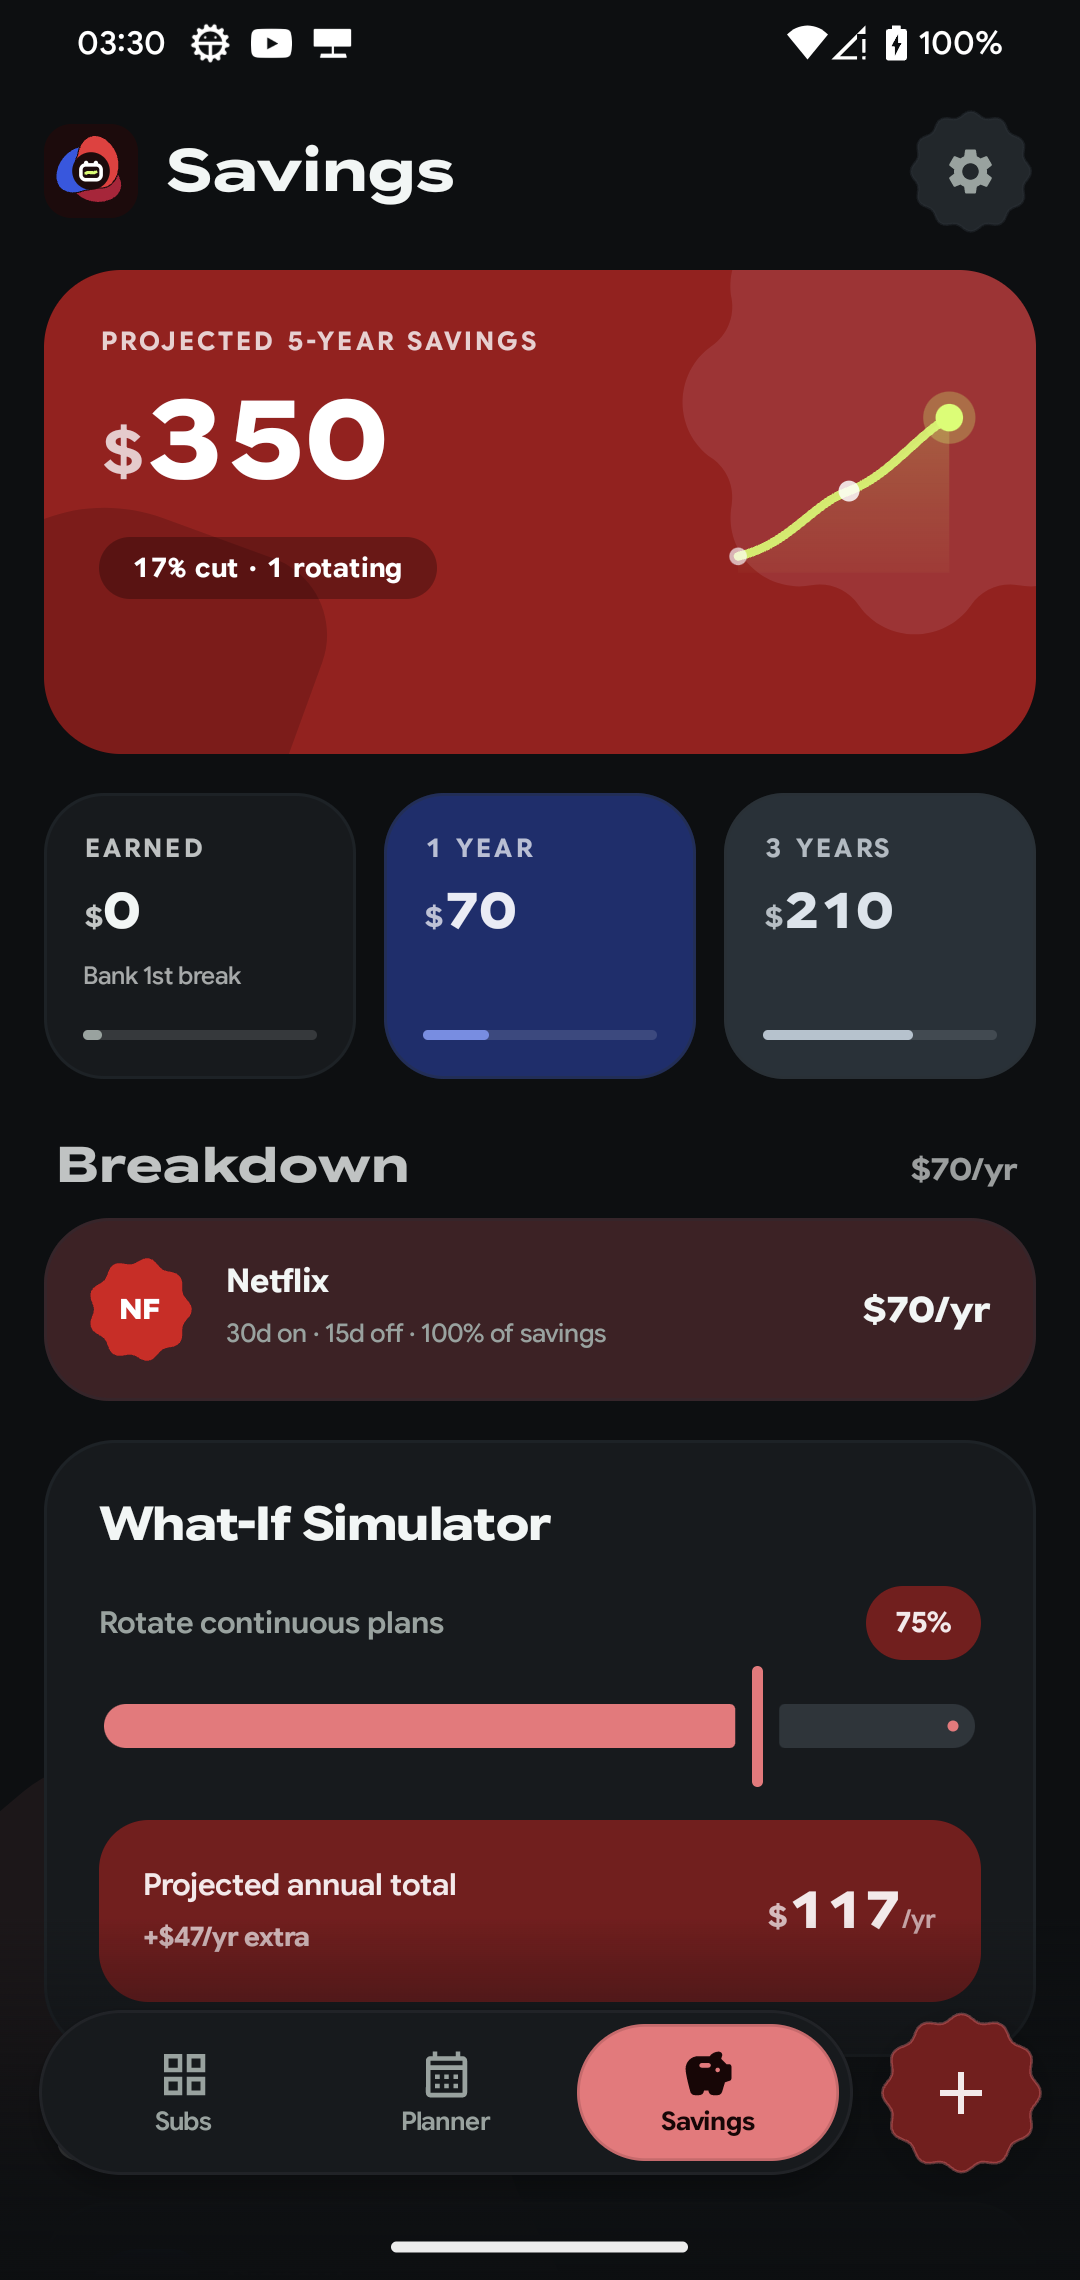 03:30
100%
Savings
PROJECTED 5-YEAR SAVINGS
$350
17% cut · 1 rotating
EARNED
$0
Bank 1st break
1 YEAR
$70
3 YEARS
$210
Breakdown
$70/yr
NF
Netflix
30d on · 15d off · 100% of savings
$70/yr
What-If Simulator
Rotate continuous plans
75%
Projected annual total
+$47/yr extra
$117/yr
Subs
Planner
Savings